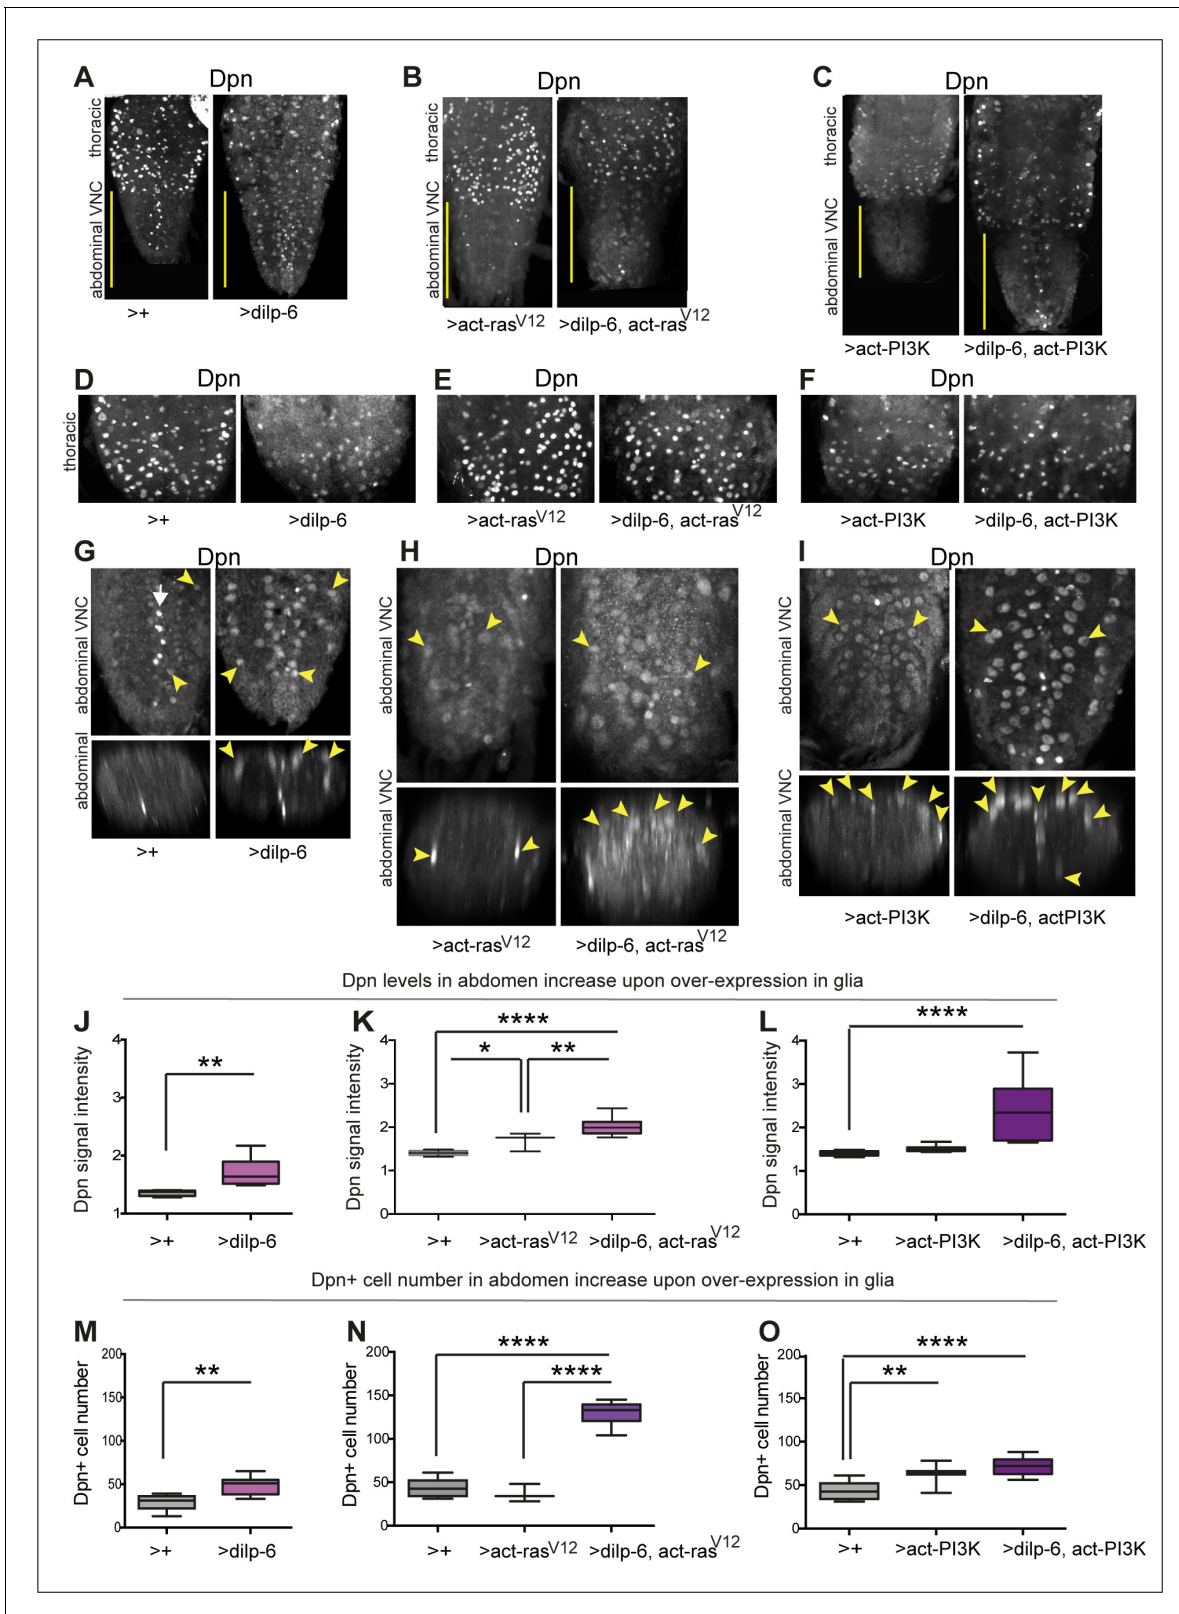 A
Dpn
B
Dpn
C
Dpn
thoracic
abdominal VNC
thoracic
abdominal VNC
thoracic
abdominal VNC
>+
>dilp-6
>act-rasV12
>dilp-6, act-rasV12
>act-PI3K
>dilp-6, act-PI3K
D
Dpn
E
Dpn
F
Dpn
thoracic
>+
>dilp-6
>act-rasV12
>dilp-6, act-rasV12
>act-PI3K
>dilp-6, act-PI3K
G
Dpn
H
Dpn
I
Dpn
abdominal VNC
abdominal VNC
abdominal VNC
abdominal
abdominal VNC
abdominal VNC
>+
>dilp-6
>act-rasV12
>dilp-6, act-rasV12
>act-PI3K
>dilp-6, actPI3K
Dpn levels in abdomen increase upon over-expression in glia
J
Dpn signal intensity
4
3
2
1
**
>+
>dilp-6
K
Dpn signal intensity
4
3
2
1
0
****
*
**
>+
>act-rasV12
>dilp-6, act-rasV12
L
Dpn signal intensity
4
3
2
1
0
****
>+
>act-PI3K
>dilp-6, act-PI3K
Dpn+ cell number in abdomen increase upon over-expression in glia
M
Dpn+ cell number
200
150
100
50
0
**
>+
>dilp-6
N
Dpn+ cell number
200
150
100
50
0
****
****
>+
>act-rasV12
>dilp-6, act-rasV12
O
Dpn+ cell number
200
150
100
50
0
****
**
>+
>act-PI3K
>dilp-6, act-PI3K